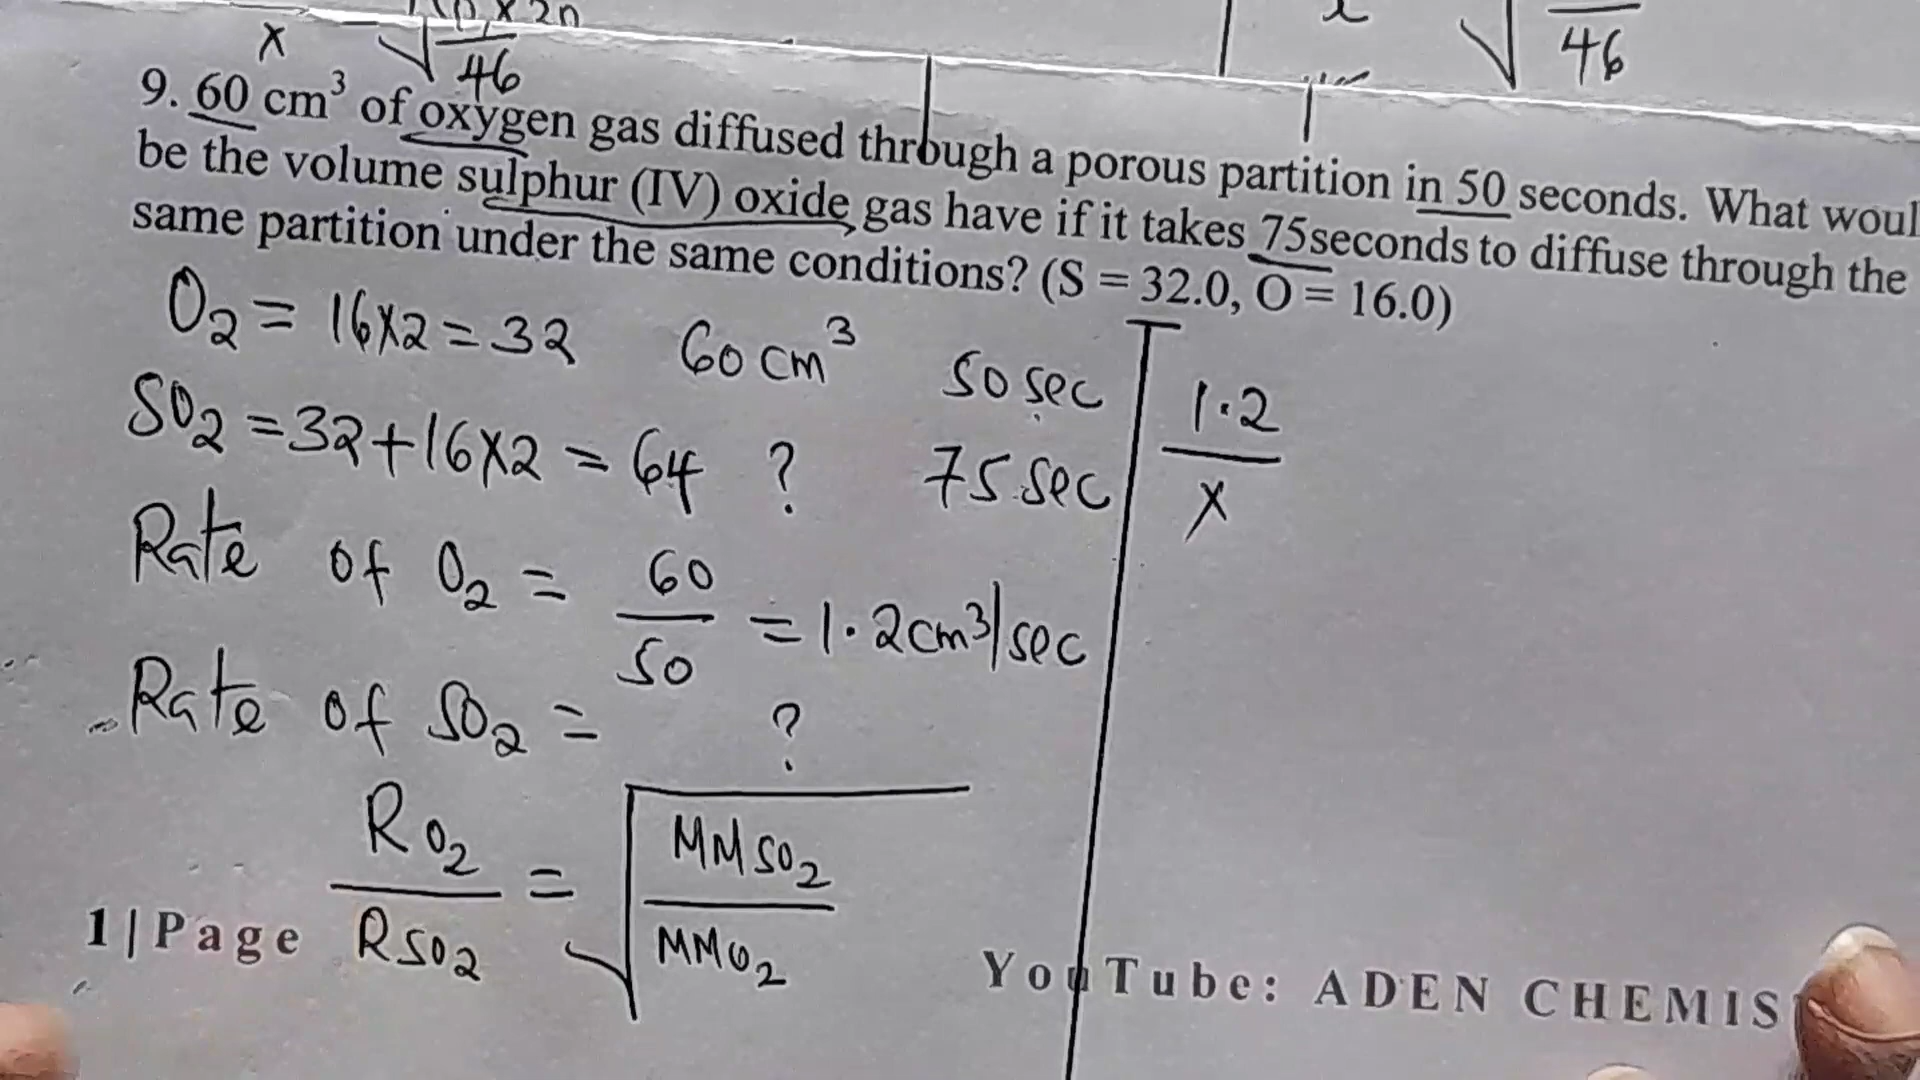 x
46
46
9. 60 cm³ of oxygen gas diffused through a porous partition in 50 seconds. What woul
be the volume sulphur (IV) oxide gas have if it takes 75seconds to diffuse through the
same partition under the same conditions? (S = 32.0, O = 16.0)
O₂ = 16x2 = 32 60 cm³ 50 sec
SO₂ = 32+16x2 = 64 ? 75 sec
Rate of O₂ = 60/50 = 1.2cm³/sec
Rate of SO₂ = ?
R O₂ / R SO₂ = √(MM SO₂ / MM O₂)
1.2 / x
1|Page
YouTube: ADEN CHEMIS